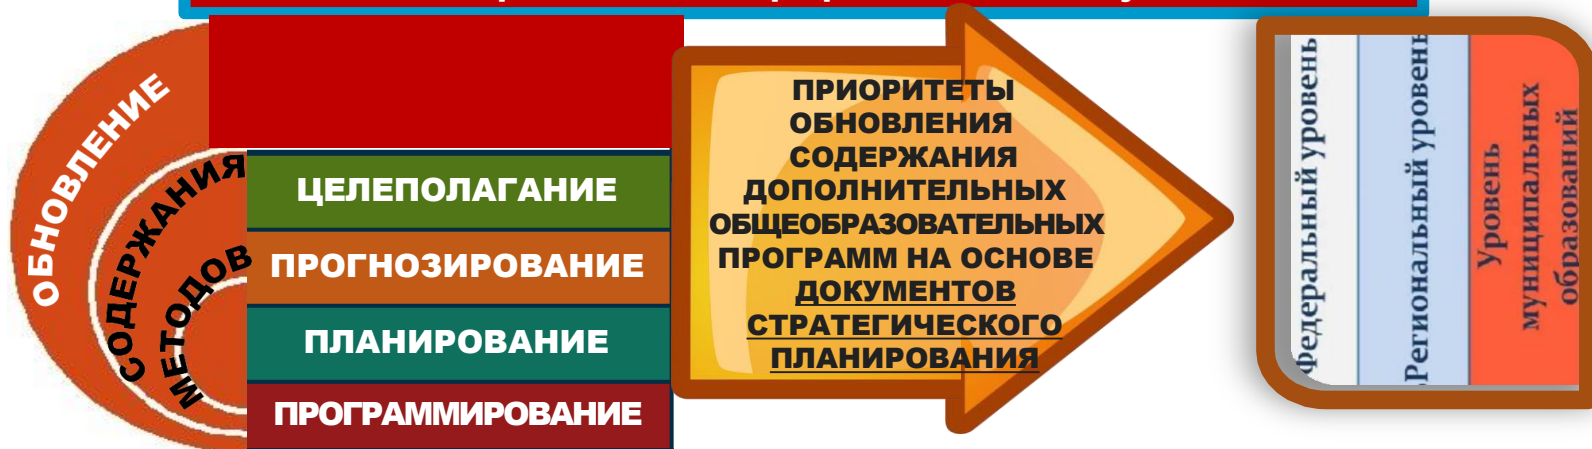 ОБНОВЛЕНИЕ
СОДЕРЖАНИЯ
МЕТОДОВ
ЦЕЛЕПОЛАГАНИЕ
ПРОГНОЗИРОВАНИЕ
ПЛАНИРОВАНИЕ
ПРОГРАММИРОВАНИЕ
ПРИОРИТЕТЫ
ОБНОВЛЕНИЯ
СОДЕРЖАНИЯ
ДОПОЛНИТЕЛЬНЫХ
ОБЩЕОБРАЗОВАТЕЛЬНЫХ
ПРОГРАММ НА ОСНОВЕ
ДОКУМЕНТОВ
СТРАТЕГИЧЕСКОГО
ПЛАНИРОВАНИЯ
Федеральный уровень
Региональный уровень
Уровень
муниципальных
образований